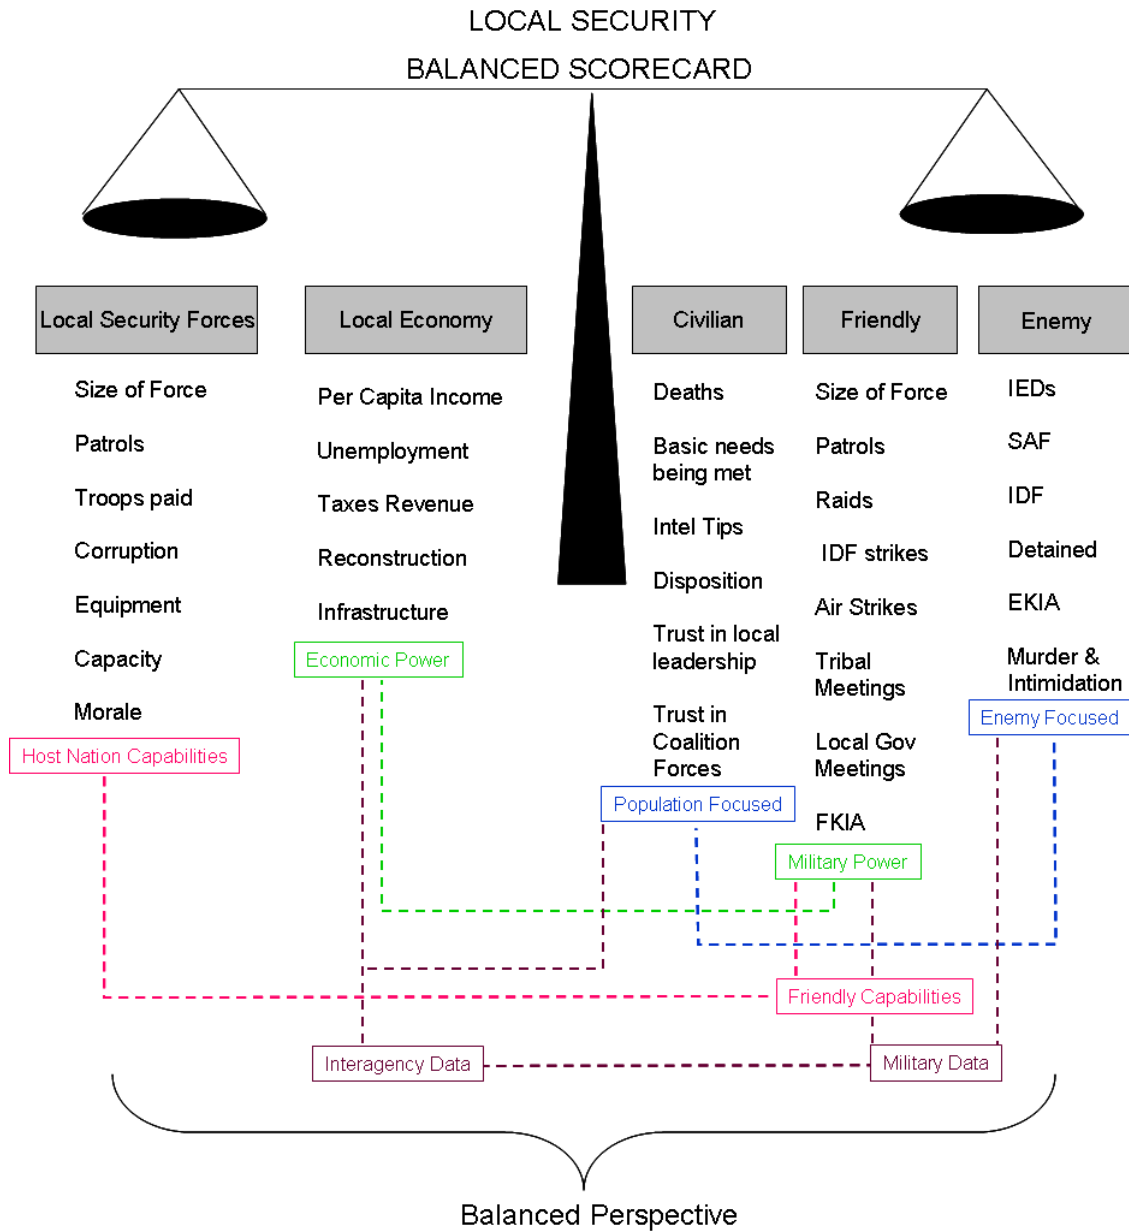 LOCAL SECURITY
BALANCED SCORECARD
Local Security Forces
Size of Force
Patrols
Troops paid
Corruption
Equipment
Capacity
Morale
Host Nation Capabilities
Local Economy
Per Capita Income
Unemployment
Taxes Revenue
Reconstruction
Infrastructure
Economic Power
Civilian
Deaths
Basic needs
being met
Intel Tips
Disposition
Trust in local
leadership
Trust in
Coalition
Forces
Population Focused
Friendly
Size of Force
Patrols
Raids
IDF strikes
Air Strikes
Tribal
Meetings
Local Gov
Meetings
FKIA
Military Power
Enemy
IEDs
SAF
IDF
Detained
EKIA
Murder &
Intimidation
Enemy Focused
Friendly Capabilities
Interagency Data
Military Data
Balanced Perspective